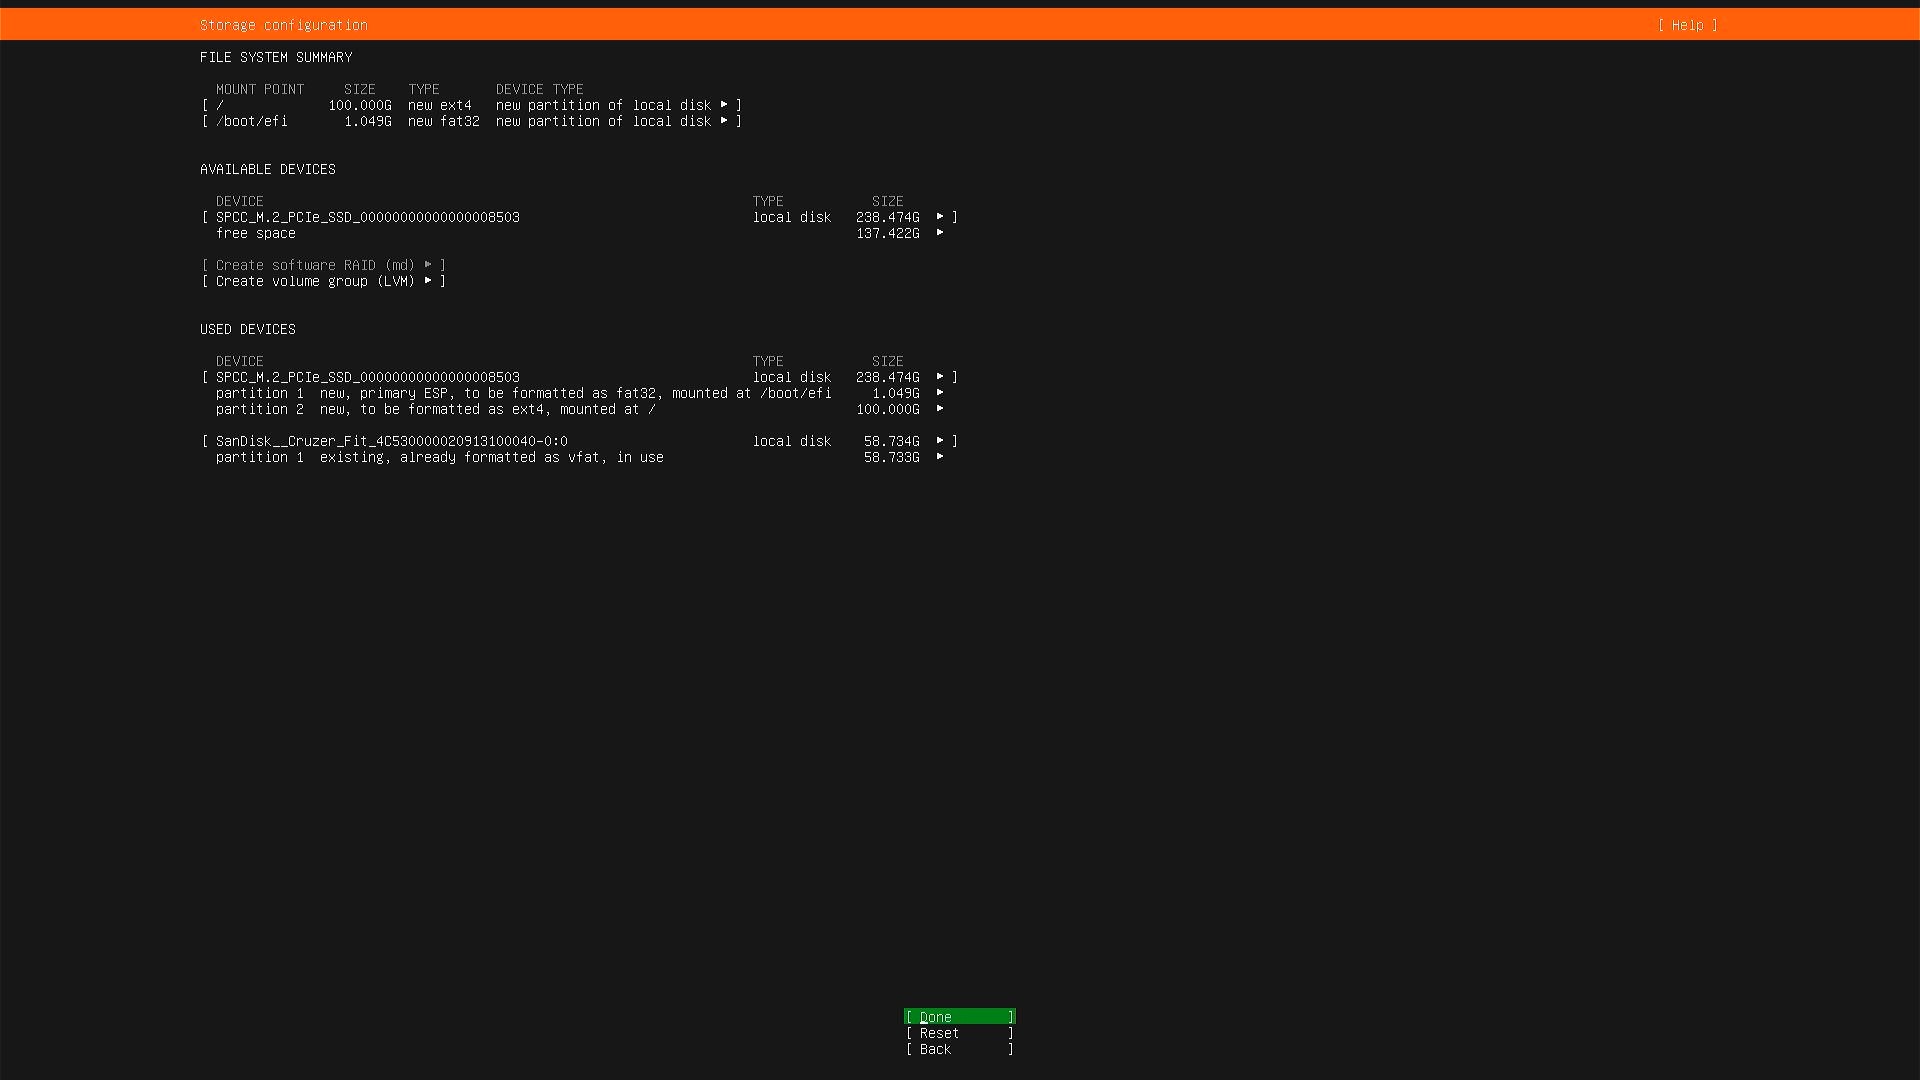 Storage configuration [ Help ]
FILE SYSTEM SUMMARY
MOUNT POINT SIZE TYPE DEVICE TYPE
[ / 100.000G new ext4 new partition of local disk ▸ ]
[ /boot/efi 1.049G new fat32 new partition of local disk ▸ ]
AVAILABLE DEVICES
DEVICE TYPE SIZE
[ SPCC_M.2_PCIe_SSD_00000000000000008503 local disk 238.474G ▸ ]
free space 137.422G ▸
[ Create software RAID (md) ▸ ]
[ Create volume group (LVM) ▸ ]
USED DEVICES
DEVICE TYPE SIZE
[ SPCC_M.2_PCIe_SSD_00000000000000008503 local disk 238.474G ▸ ]
partition 1 new, primary ESP, to be formatted as fat32, mounted at /boot/efi 1.049G ▸
partition 2 new, to be formatted as ext4, mounted at / 100.000G ▸
[ SanDisk__Cruzer_Fit_4C530000020913100040-0:0 local disk 58.734G ▸ ]
partition 1 existing, already formatted as vfat, in use 58.733G ▸
[ Done ]
[ Reset ]
[ Back ]